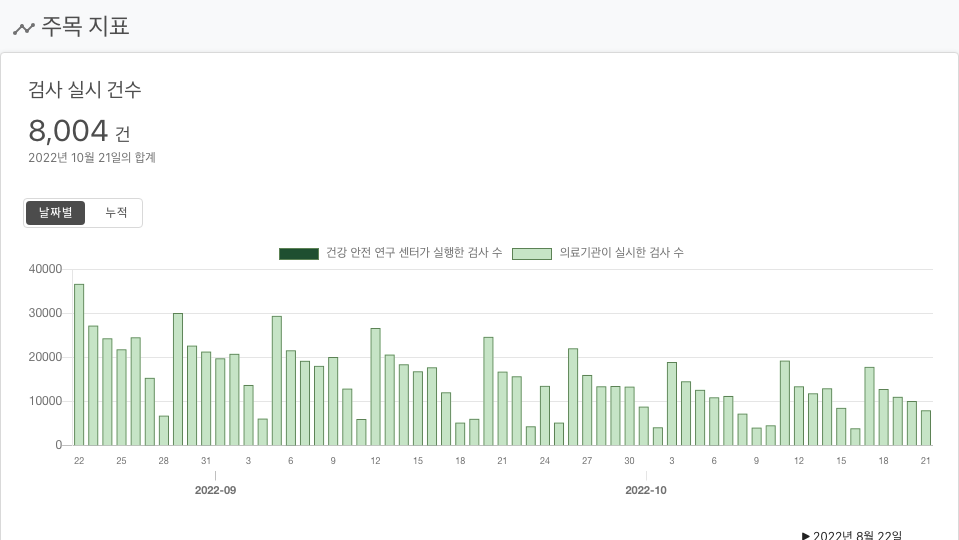 주목 지표
검사 실시 건수
8,004 건
2022년 10월 21일의 합계
날짜별 누적
건강 안전 연구 센터가 실행한 검사 수 의료기관이 실시한 검사 수
40000
30000
20000
10000
0
22 25 28 31 3 6 9 12 15 18 21 24 27 30 3 6 9 12 15 18 21
2022-09 2022-10
▶ 2022년 8월 22일